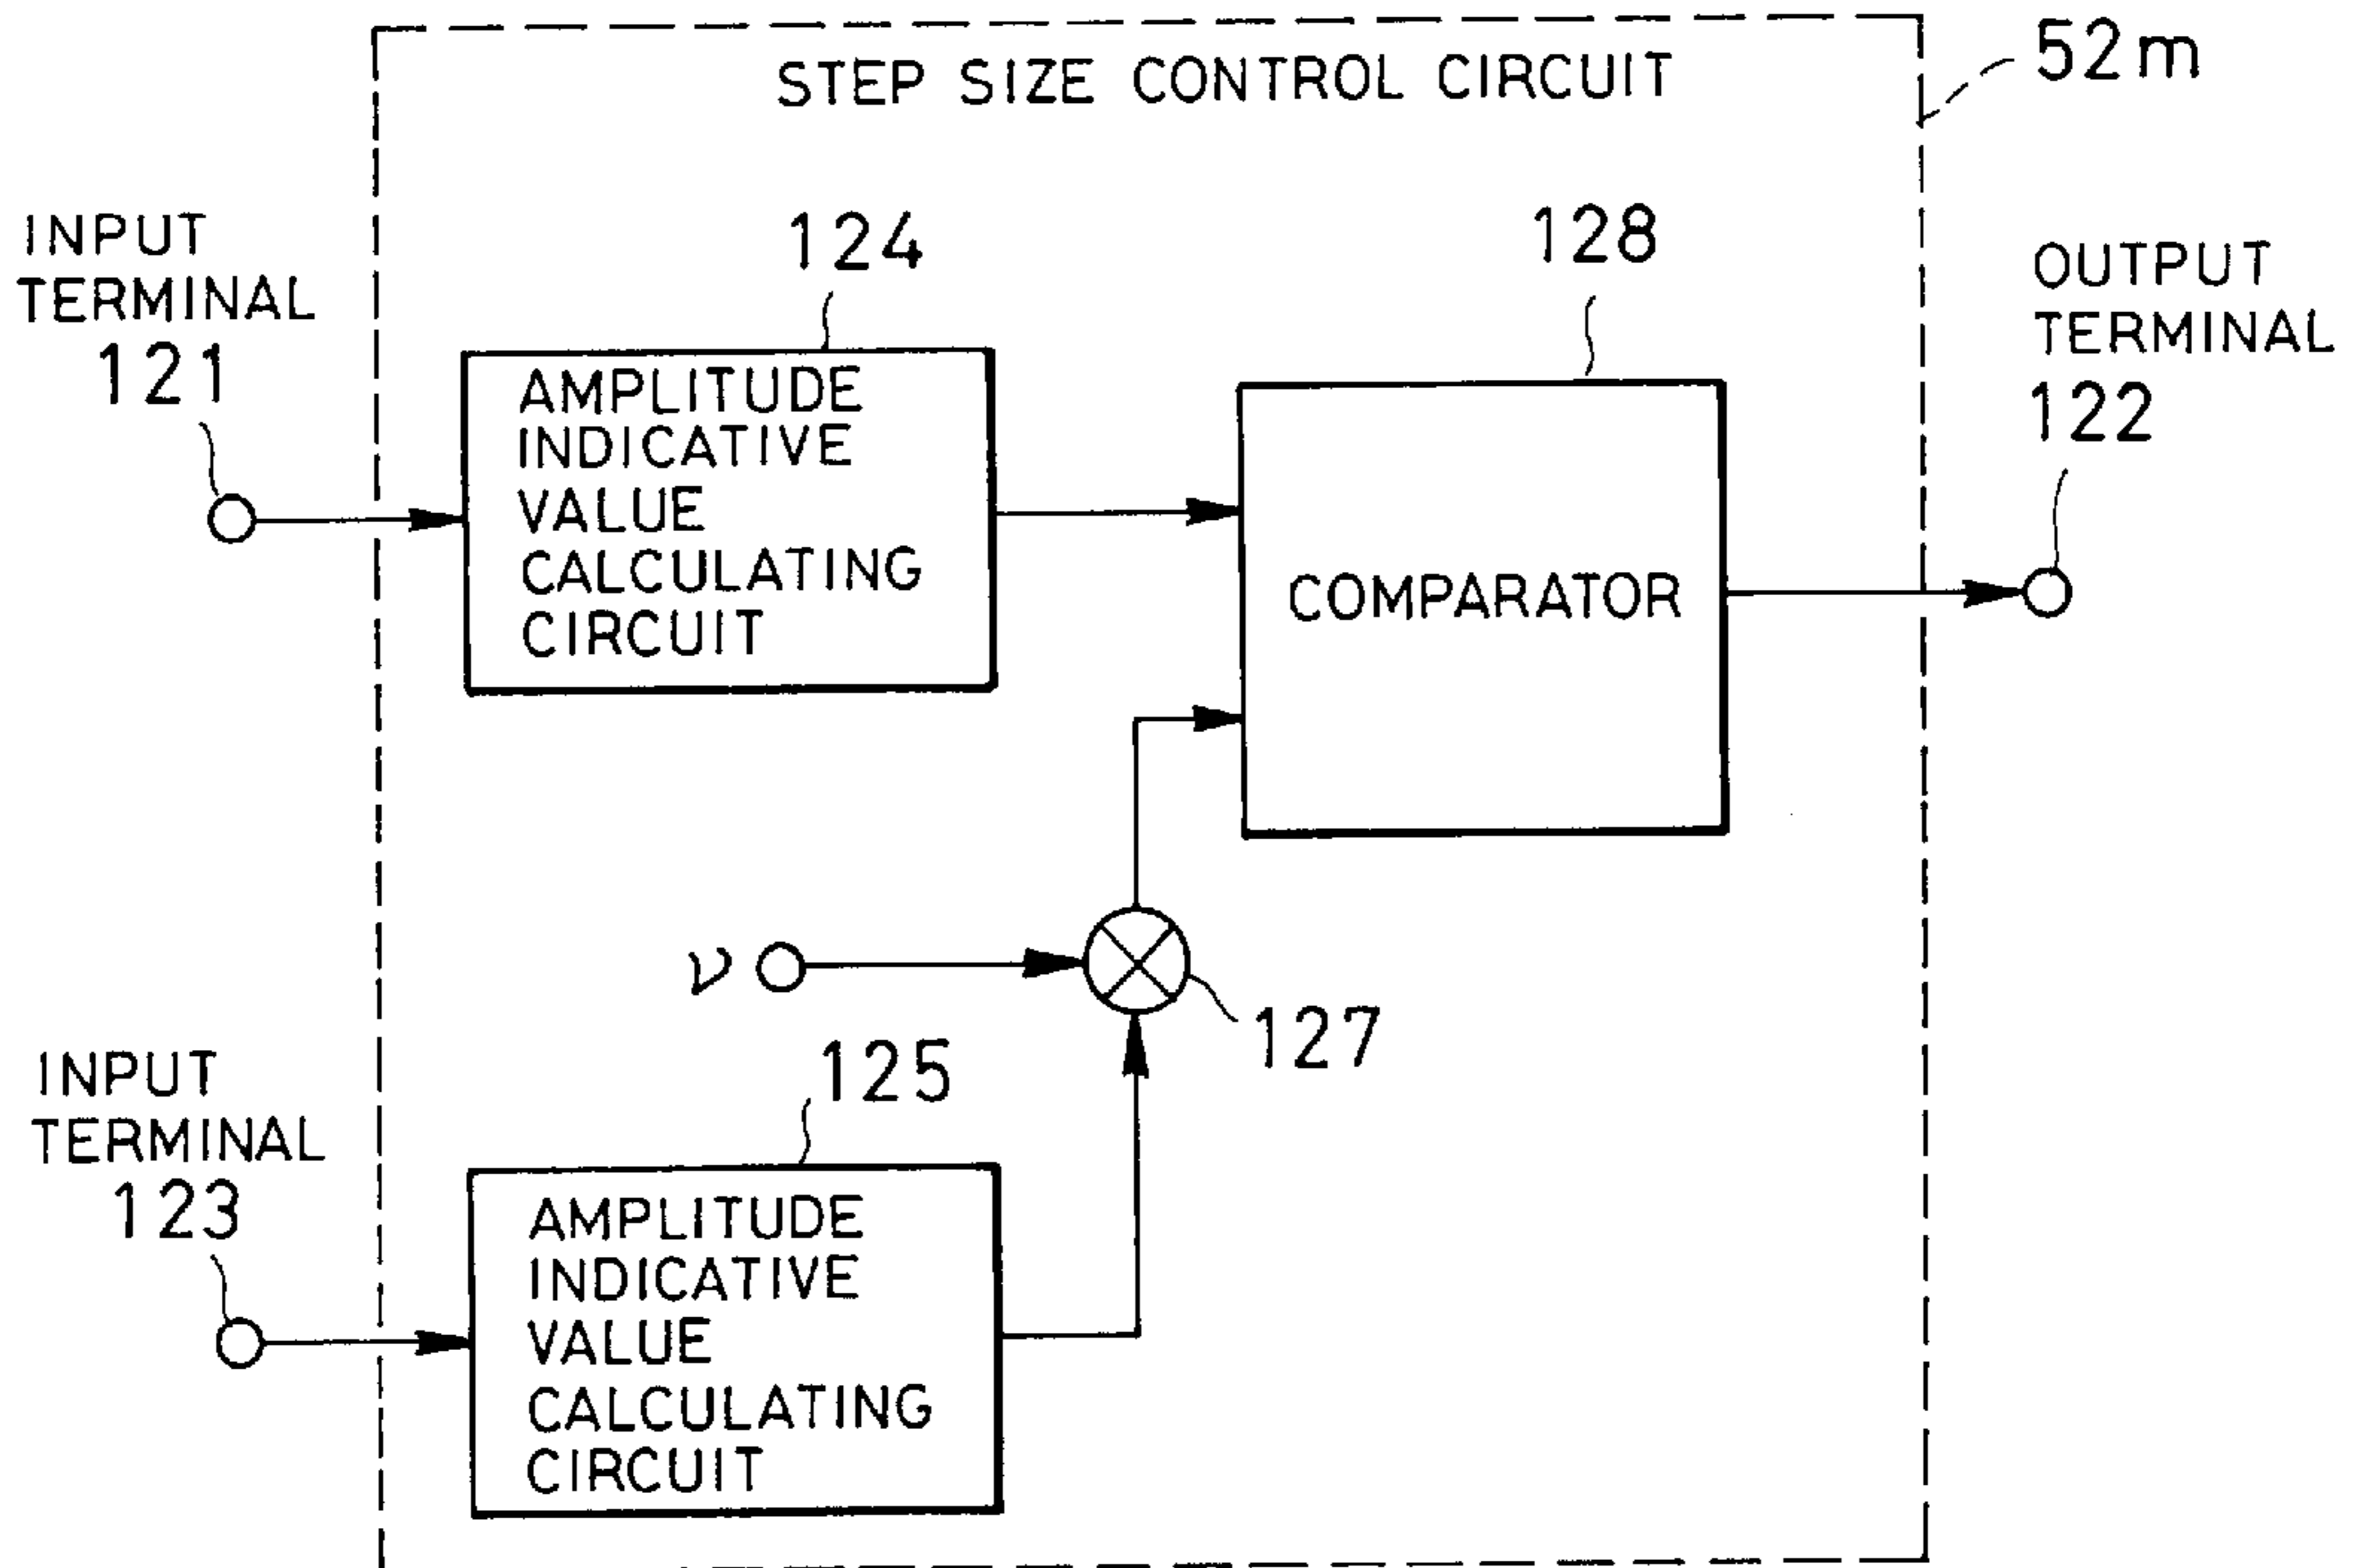 STEP SIZE CONTROL CIRCUIT
52m
INPUT
TERMINAL
121
124
AMPLITUDE
INDICATIVE
VALUE
CALCULATING
CIRCUIT
128
COMPARATOR
OUTPUT
TERMINAL
122
ν
127
INPUT
TERMINAL
123
125
AMPLITUDE
INDICATIVE
VALUE
CALCULATING
CIRCUIT